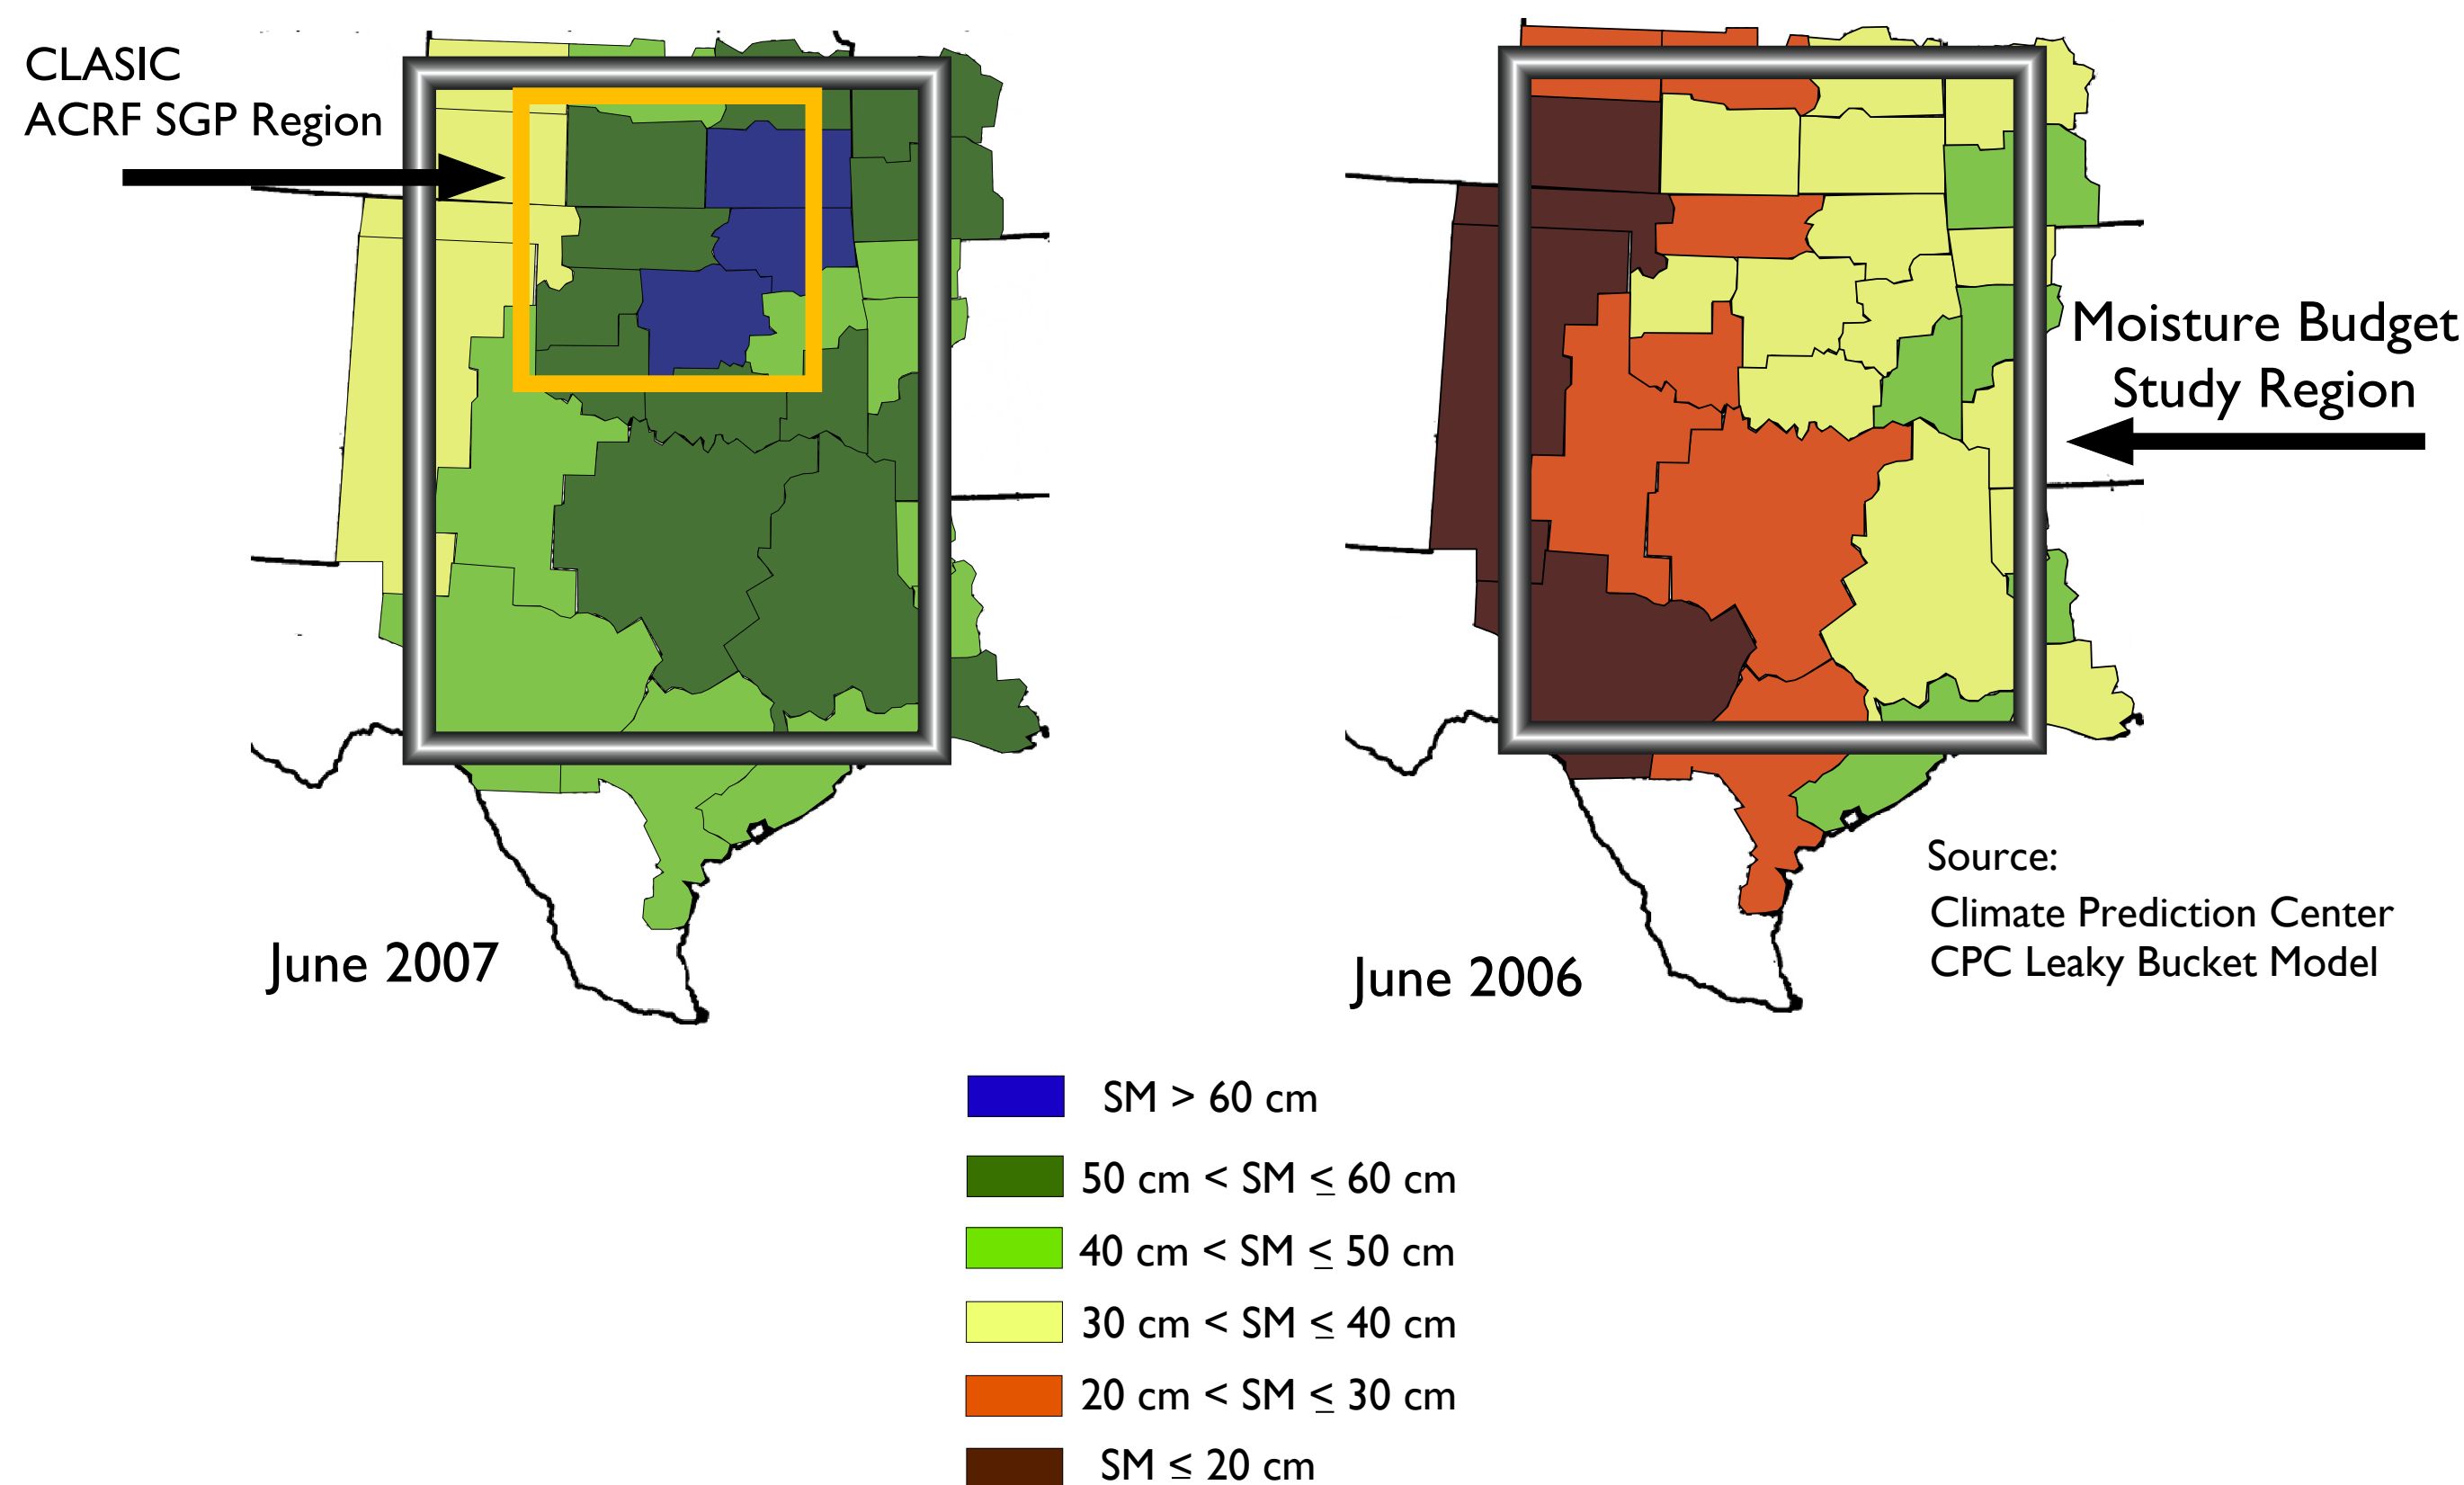 CLASIC
ACRF SGP Region
Moisture Budget
Study Region
June 2007
June 2006
Source:
Climate Prediction Center
CPC Leaky Bucket Model
SM > 60 cm
50 cm < SM ≤ 60 cm
40 cm < SM ≤ 50 cm
30 cm < SM ≤ 40 cm
20 cm < SM ≤ 30 cm
SM ≤ 20 cm